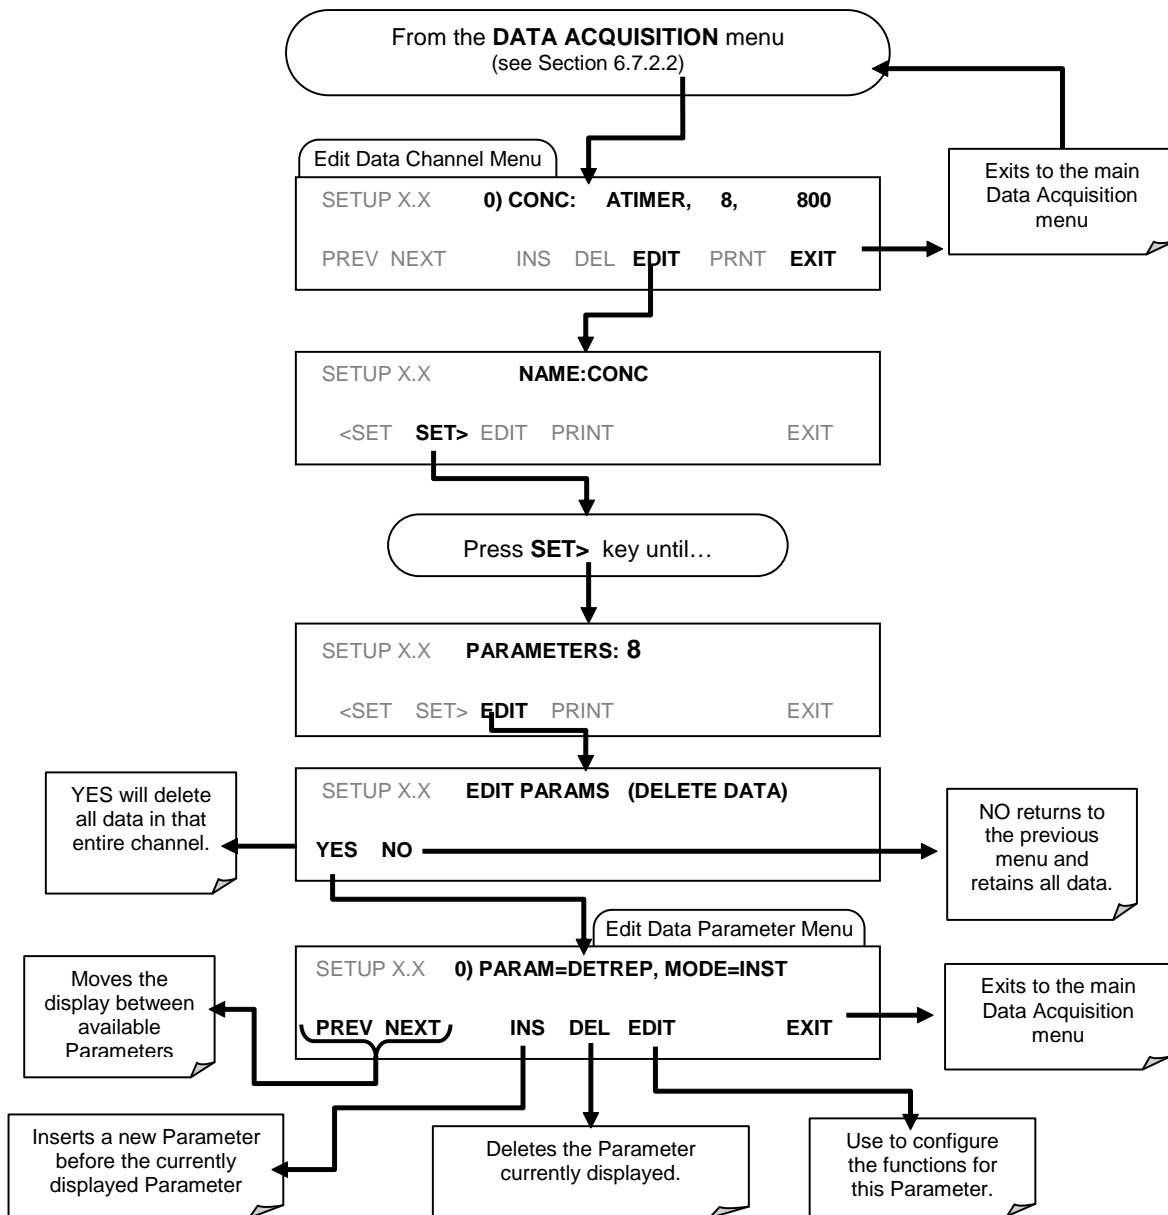 From the DATA ACQUISITION menu
(see Section 6.7.2.2)
Edit Data Channel Menu
SETUP X.X 0) CONC: ATIMER, 8, 800
PREV NEXT INS DEL EDIT PRNT EXIT
Exits to the main
Data Acquisition
menu
SETUP X.X NAME:CONC
<SET SET> EDIT PRINT EXIT
Press SET> key until…
SETUP X.X PARAMETERS: 8
<SET SET> EDIT PRINT EXIT
YES will delete
all data in that
entire channel.
SETUP X.X EDIT PARAMS (DELETE DATA)
YES NO
NO returns to
the previous
menu and
retains all data.
Edit Data Parameter Menu
SETUP X.X 0) PARAM=DETREP, MODE=INST
PREV NEXT INS DEL EDIT EXIT
Moves the
display between
available
Parameters
Exits to the main
Data Acquisition
menu
Inserts a new Parameter
before the currently
displayed Parameter
Deletes the Parameter
currently displayed.
Use to configure
the functions for
this Parameter.